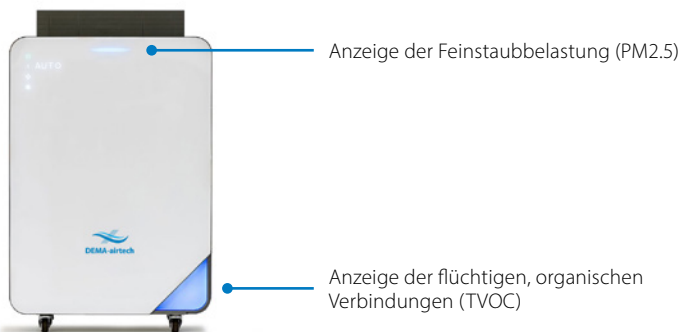 Anzeige der Feinstaubbelastung (PM2.5)
AUTO
DEMA-airtech
Anzeige der flüchtigen, organischen
Verbindungen (TVOC)